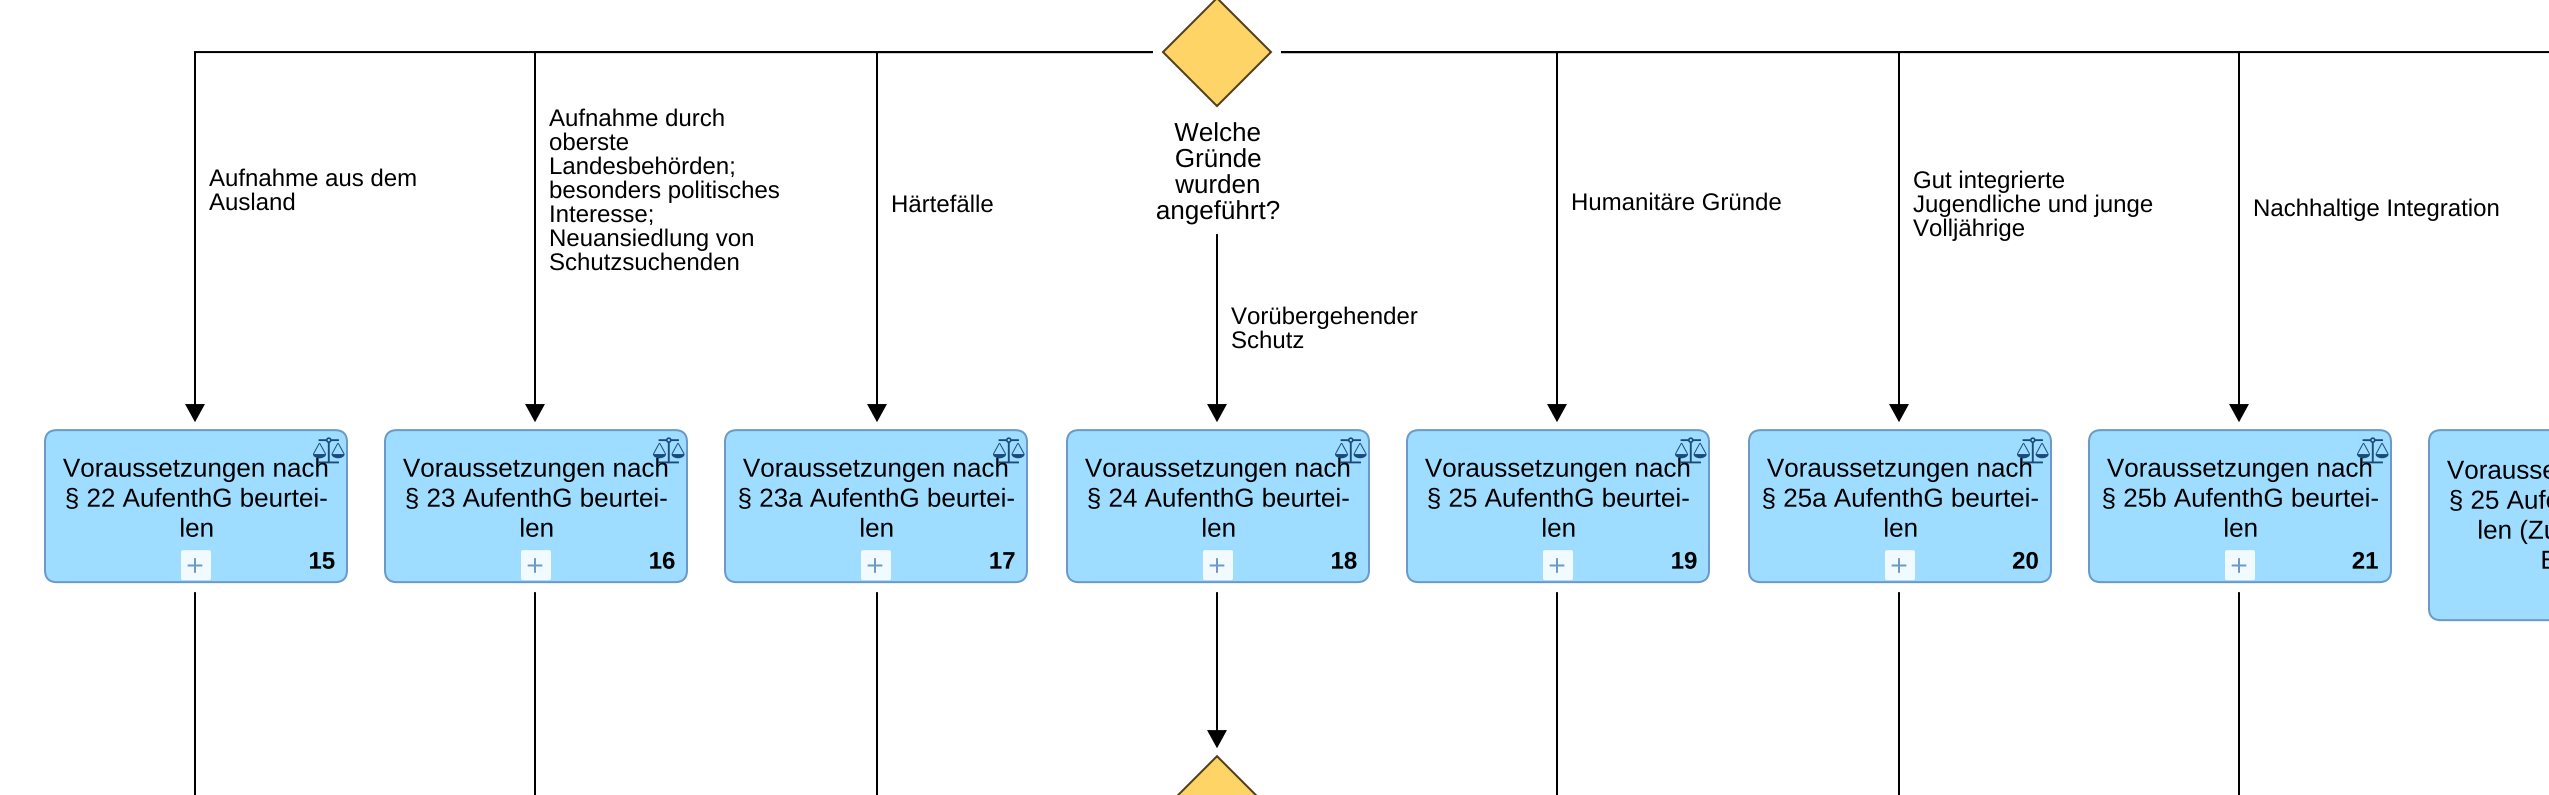 Welche
Gründe
wurden
angeführt?
Aufnahme aus dem
Ausland
Aufnahme durch
oberste
Landesbehörden;
besonders politisches
Interesse;
Neuansiedlung von
Schutzsuchenden
Härtefälle
Vorübergehender
Schutz
Humanitäre Gründe
Gut integrierte
Jugendliche und junge
Volljährige
Nachhaltige Integration
Voraussetzungen nach
§ 22 AufenthG beurtei-
len
15
Voraussetzungen nach
§ 23 AufenthG beurtei-
len
16
Voraussetzungen nach
§ 23a AufenthG beurtei-
len
17
Voraussetzungen nach
§ 24 AufenthG beurtei-
len
18
Voraussetzungen nach
§ 25 AufenthG beurtei-
len
19
Voraussetzungen nach
§ 25a AufenthG beurtei-
len
20
Voraussetzungen nach
§ 25b AufenthG beurtei-
len
21
§ 25
len